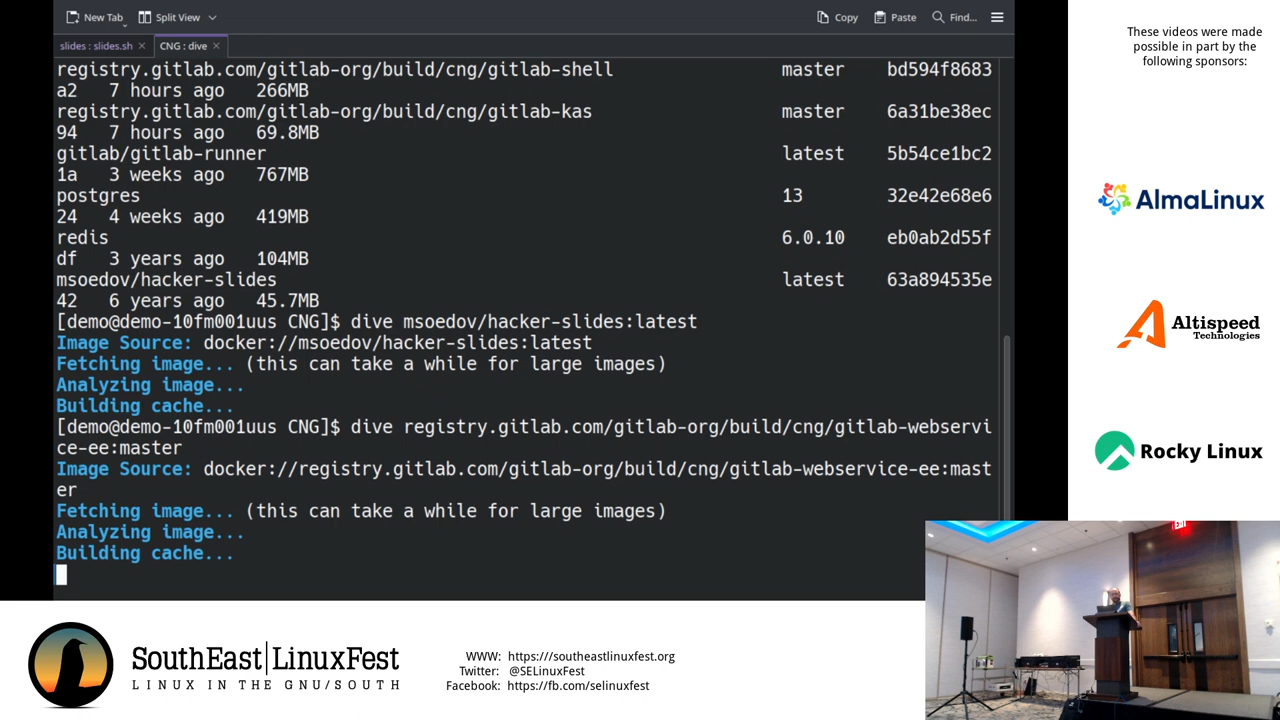 New Tab Split View Copy Paste Find...
slides : slides.sh CNG : dive
registry.gitlab.com/gitlab-org/build/cng/gitlab-shell master bd594f8683
a2 7 hours ago 266MB
registry.gitlab.com/gitlab-org/build/cng/gitlab-kas master 6a31be38ec
94 7 hours ago 69.8MB
gitlab/gitlab-runner latest 5b54ce1bc2
1a 3 weeks ago 767MB
postgres 13 32e42e68e6
24 4 weeks ago 419MB
redis 6.0.10 eb0ab2d55f
df 3 years ago 104MB
msoedov/hacker-slides latest 63a894535e
42 6 years ago 45.7MB
[demo@demo-10fm001uus CNG]$ dive msoedov/hacker-slides:latest
Image Source: docker://msoedov/hacker-slides:latest
Fetching image... (this can take a while for large images)
Analyzing image...
Building cache...
[demo@demo-10fm001uus CNG]$ dive registry.gitlab.com/gitlab-org/build/cng/gitlab-webservi
ce-ee:master
Image Source: docker://registry.gitlab.com/gitlab-org/build/cng/gitlab-webservice-ee:mast
er
Fetching image... (this can take a while for large images)
Analyzing image...
Building cache...
These videos were made
possible in part by the
following sponsors:
AlmaLinux
Altispeed
Technologies
Rocky Linux
EXIT
SouthEast LinuxFest
LINUX IN THE GNU/SOUTH
WWW: https://southeastlinuxfest.org
Twitter: @SELinuxFest
Facebook: https://fb.com/selinuxfest